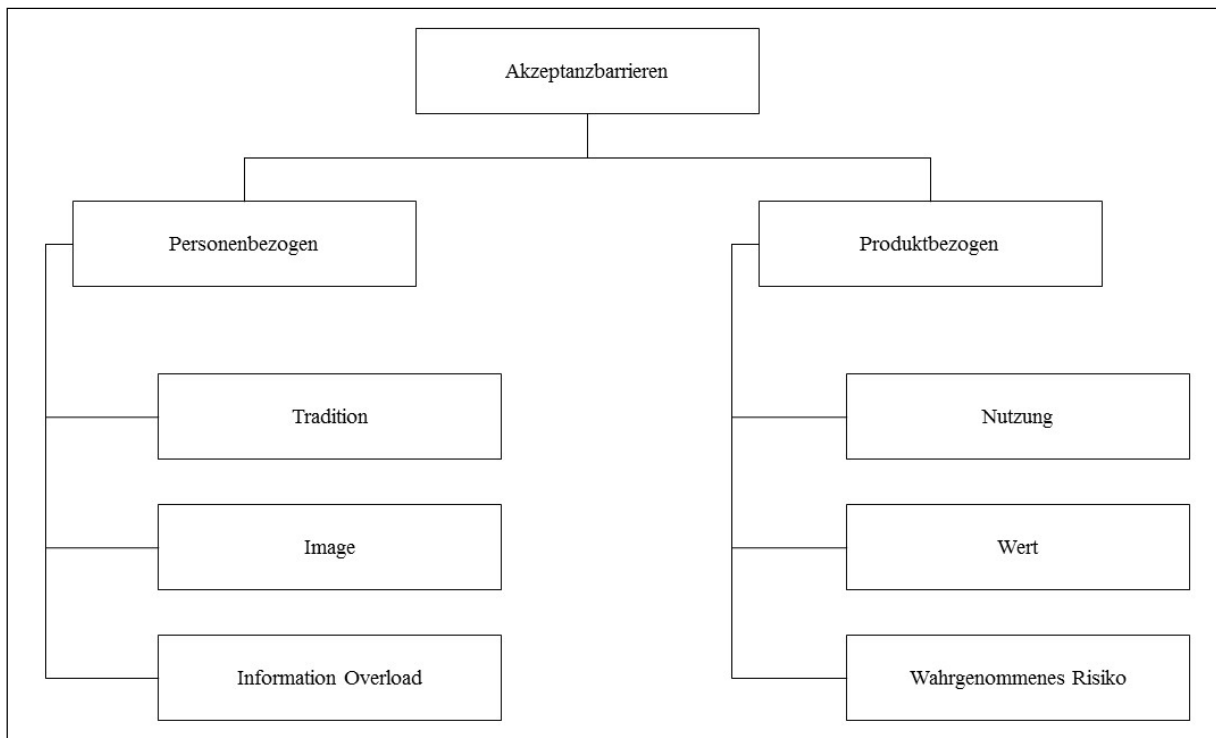 Akzeptanzbarrieren
Personenbezogen
Produktbezogen
Tradition
Nutzung
Image
Wert
Information Overload
Wahrgenommenes Risiko